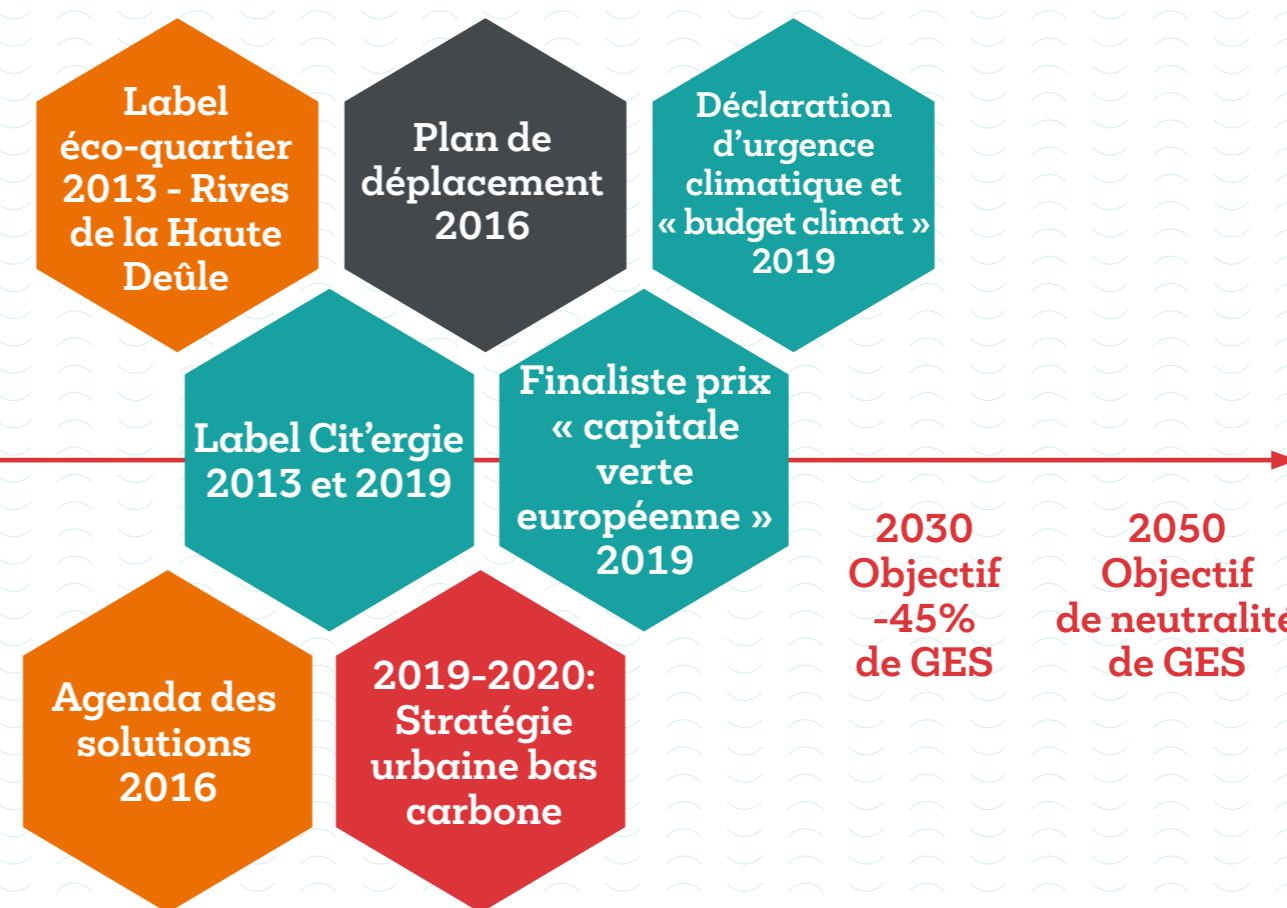 Label
éco-quartier
2013 - Rives
de la Haute
Deûle
Plan de
déplacement
2016
Déclaration
d'urgence
climatique et
« budget climat »
2019
Label Cit'ergie
2013 et 2019
Finaliste prix
« capitale
verte
européenne »
2019
2030
Objectif
-45%
de GES
2050
Objectif
de neutralité
de GES
Agenda des
solutions
2016
2019-2020:
Stratégie
urbaine bas
carbone